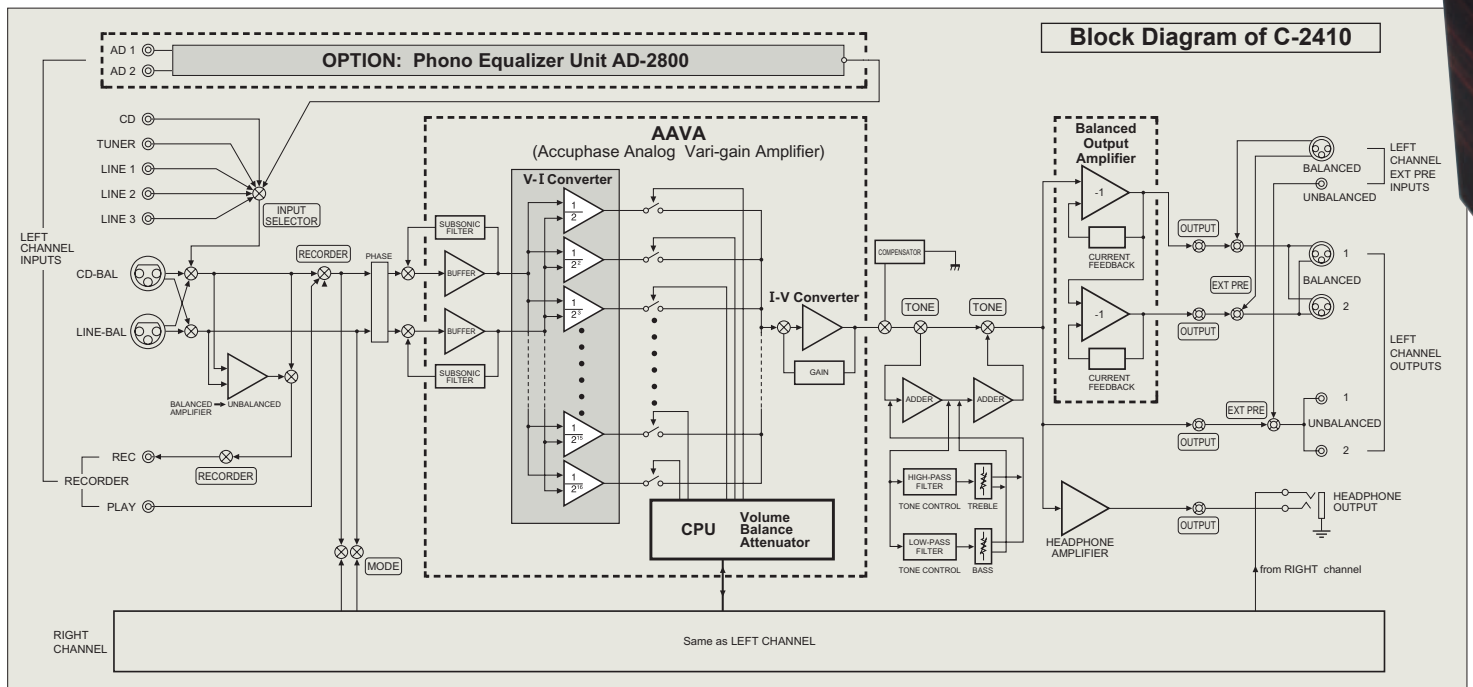 Block Diagram of C-2410
AD 1
AD 2
OPTION: Phono Equalizer Unit AD-2800
CD
TUNER
LINE 1
LINE 2
LINE 3
INPUT
SELECTOR
LEFT
CHANNEL
INPUTS
CD-BAL
LINE-BAL
RECORDER
PHASE
BALANCED → UNBALANCED
AMPLIFIER
REC
RECORDER
RECORDER
PLAY
MODE
AAVA
(Accuphase Analog Vari-gain Amplifier)
V-I Converter
SUBSONIC
FILTER
BUFFER
BUFFER
SUBSONIC
FILTER
1
2
1
2²
1
2³
1
2¹⁵
1
2¹⁶
CPU
Volume
Balance
Attenuator
I-V Converter
GAIN
COMPENSATOR
TONE
TONE
ADDER
ADDER
HIGH-PASS
FILTER
TONE CONTROL
TREBLE
LOW-PASS
FILTER
TONE CONTROL
BASS
Balanced
Output
Amplifier
-1
CURRENT
FEEDBACK
-1
CURRENT
FEEDBACK
OUTPUT
EXT PRE
OUTPUT
EXT PRE
OUTPUT
BALANCED
UNBALANCED
LEFT
CHANNEL
EXT PRE
INPUTS
1
BALANCED
2
LEFT
CHANNEL
OUTPUTS
1
UNBALANCED
2
HEADPHONE
AMPLIFIER
OUTPUT
HEADPHONE
OUTPUT
from RIGHT channel
RIGHT
CHANNEL
Same as LEFT CHANNEL